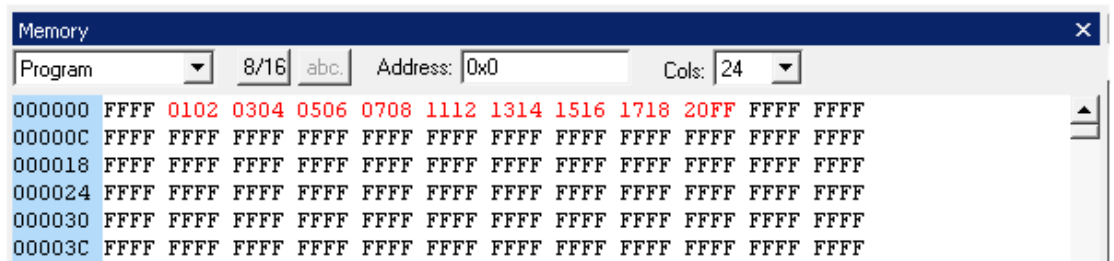 Memory
Program 8/16 abc. Address: 0x0 Cols: 24
000000 FFFF 0102 0304 0506 0708 1112 1314 1516 1718 20FF FFFF FFFF
00000C FFFF FFFF FFFF FFFF FFFF FFFF FFFF FFFF FFFF FFFF FFFF FFFF
000018 FFFF FFFF FFFF FFFF FFFF FFFF FFFF FFFF FFFF FFFF FFFF FFFF
000024 FFFF FFFF FFFF FFFF FFFF FFFF FFFF FFFF FFFF FFFF FFFF FFFF
000030 FFFF FFFF FFFF FFFF FFFF FFFF FFFF FFFF FFFF FFFF FFFF FFFF
00003C FFFF FFFF FFFF FFFF FFFF FFFF FFFF FFFF FFFF FFFF FFFF FFFF